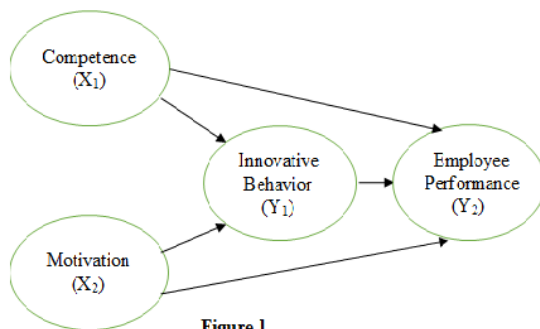 Competence
(X₁)
Innovative
Behavior
(Y₁)
Employee
Performance
(Y₂)
Motivation
(X₂)
Figure 1